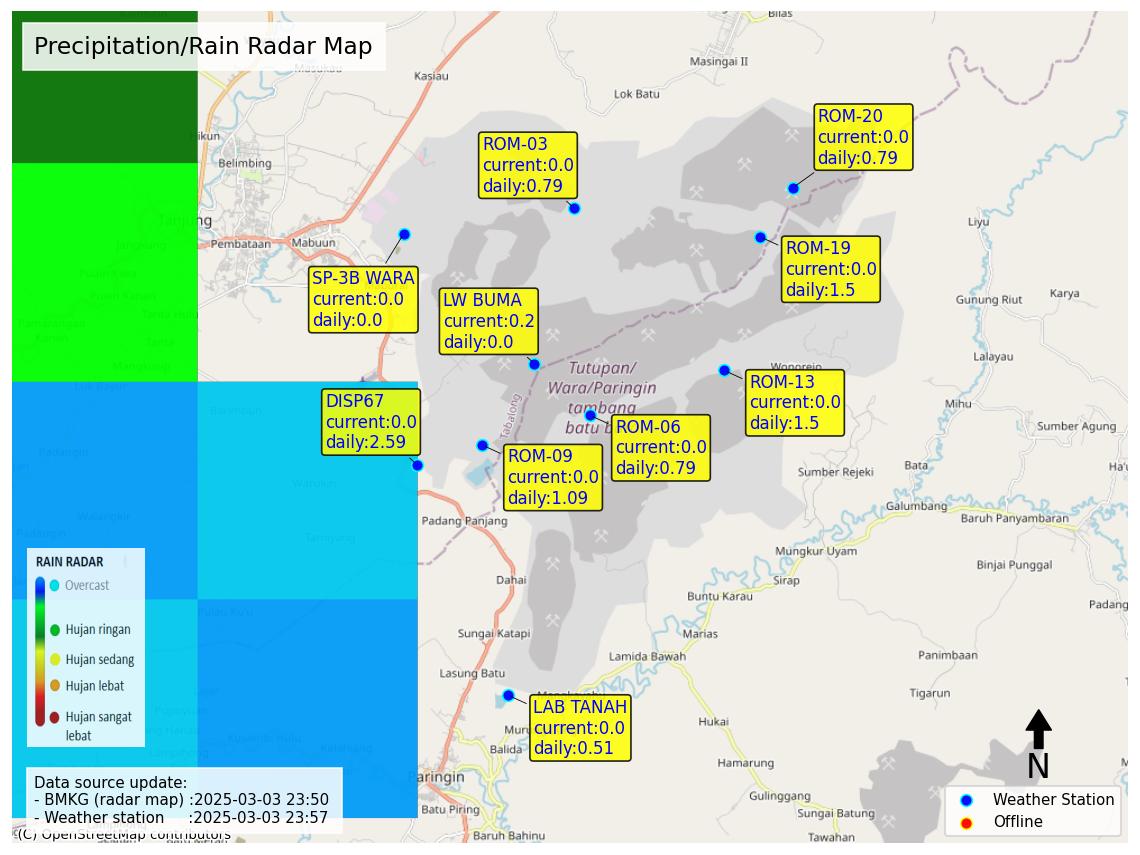 Precipitation/Rain Radar Map
Bilas
Masukau
Kasiau
Masingai II
Lok Batu
Hikun
Belimbing
ROM-03
current:0.0
daily:0.79
ROM-20
current:0.0
daily:0.79
Tanjung
Pembataan
Mabuun
Liyu
SP-3B WARA
current:0.0
daily:0.0
LW BUMA
current:0.2
daily:0.0
ROM-19
current:0.0
daily:1.5
Gunung Riut
Karya
Lalayau
Tutupan/
Wara/Paringin
tambang
batu b
Wonorejo
ROM-13
current:0.0
daily:1.5
Mihu
Tabalong
DISP67
current:0.0
daily:2.59
ROM-06
current:0.0
daily:0.79
ROM-09
current:0.0
daily:1.09
Sumber Agung
Sumber Rejeki
Bata
Ha'u
Galumbang
Baruh Panyambaran
Padang Panjang
Mungkur Uyam
Binjai Punggal
Dahai
Sirap
Buntu Karau
Padang
Marias
Sungai Katapi
Lamida Bawah
Panimbaan
Lasung Batu
Tigarun
LAB TANAH
current:0.0
daily:0.51
Muru
Balida
Hukai
Hamarung
Paringin
Batu Piring
Gulinggang
Sungai Batung
Baruh Bahinu
Tawahan
RAIN RADAR
Overcast
Hujan ringan
Hujan sedang
Hujan lebat
Hujan sangat
lebat
Data source update:
- BMKG (radar map) :2025-03-03 23:50
- Weather station :2025-03-03 23:57
(C) OpenStreetMap contributors
N
Weather Station
Offline